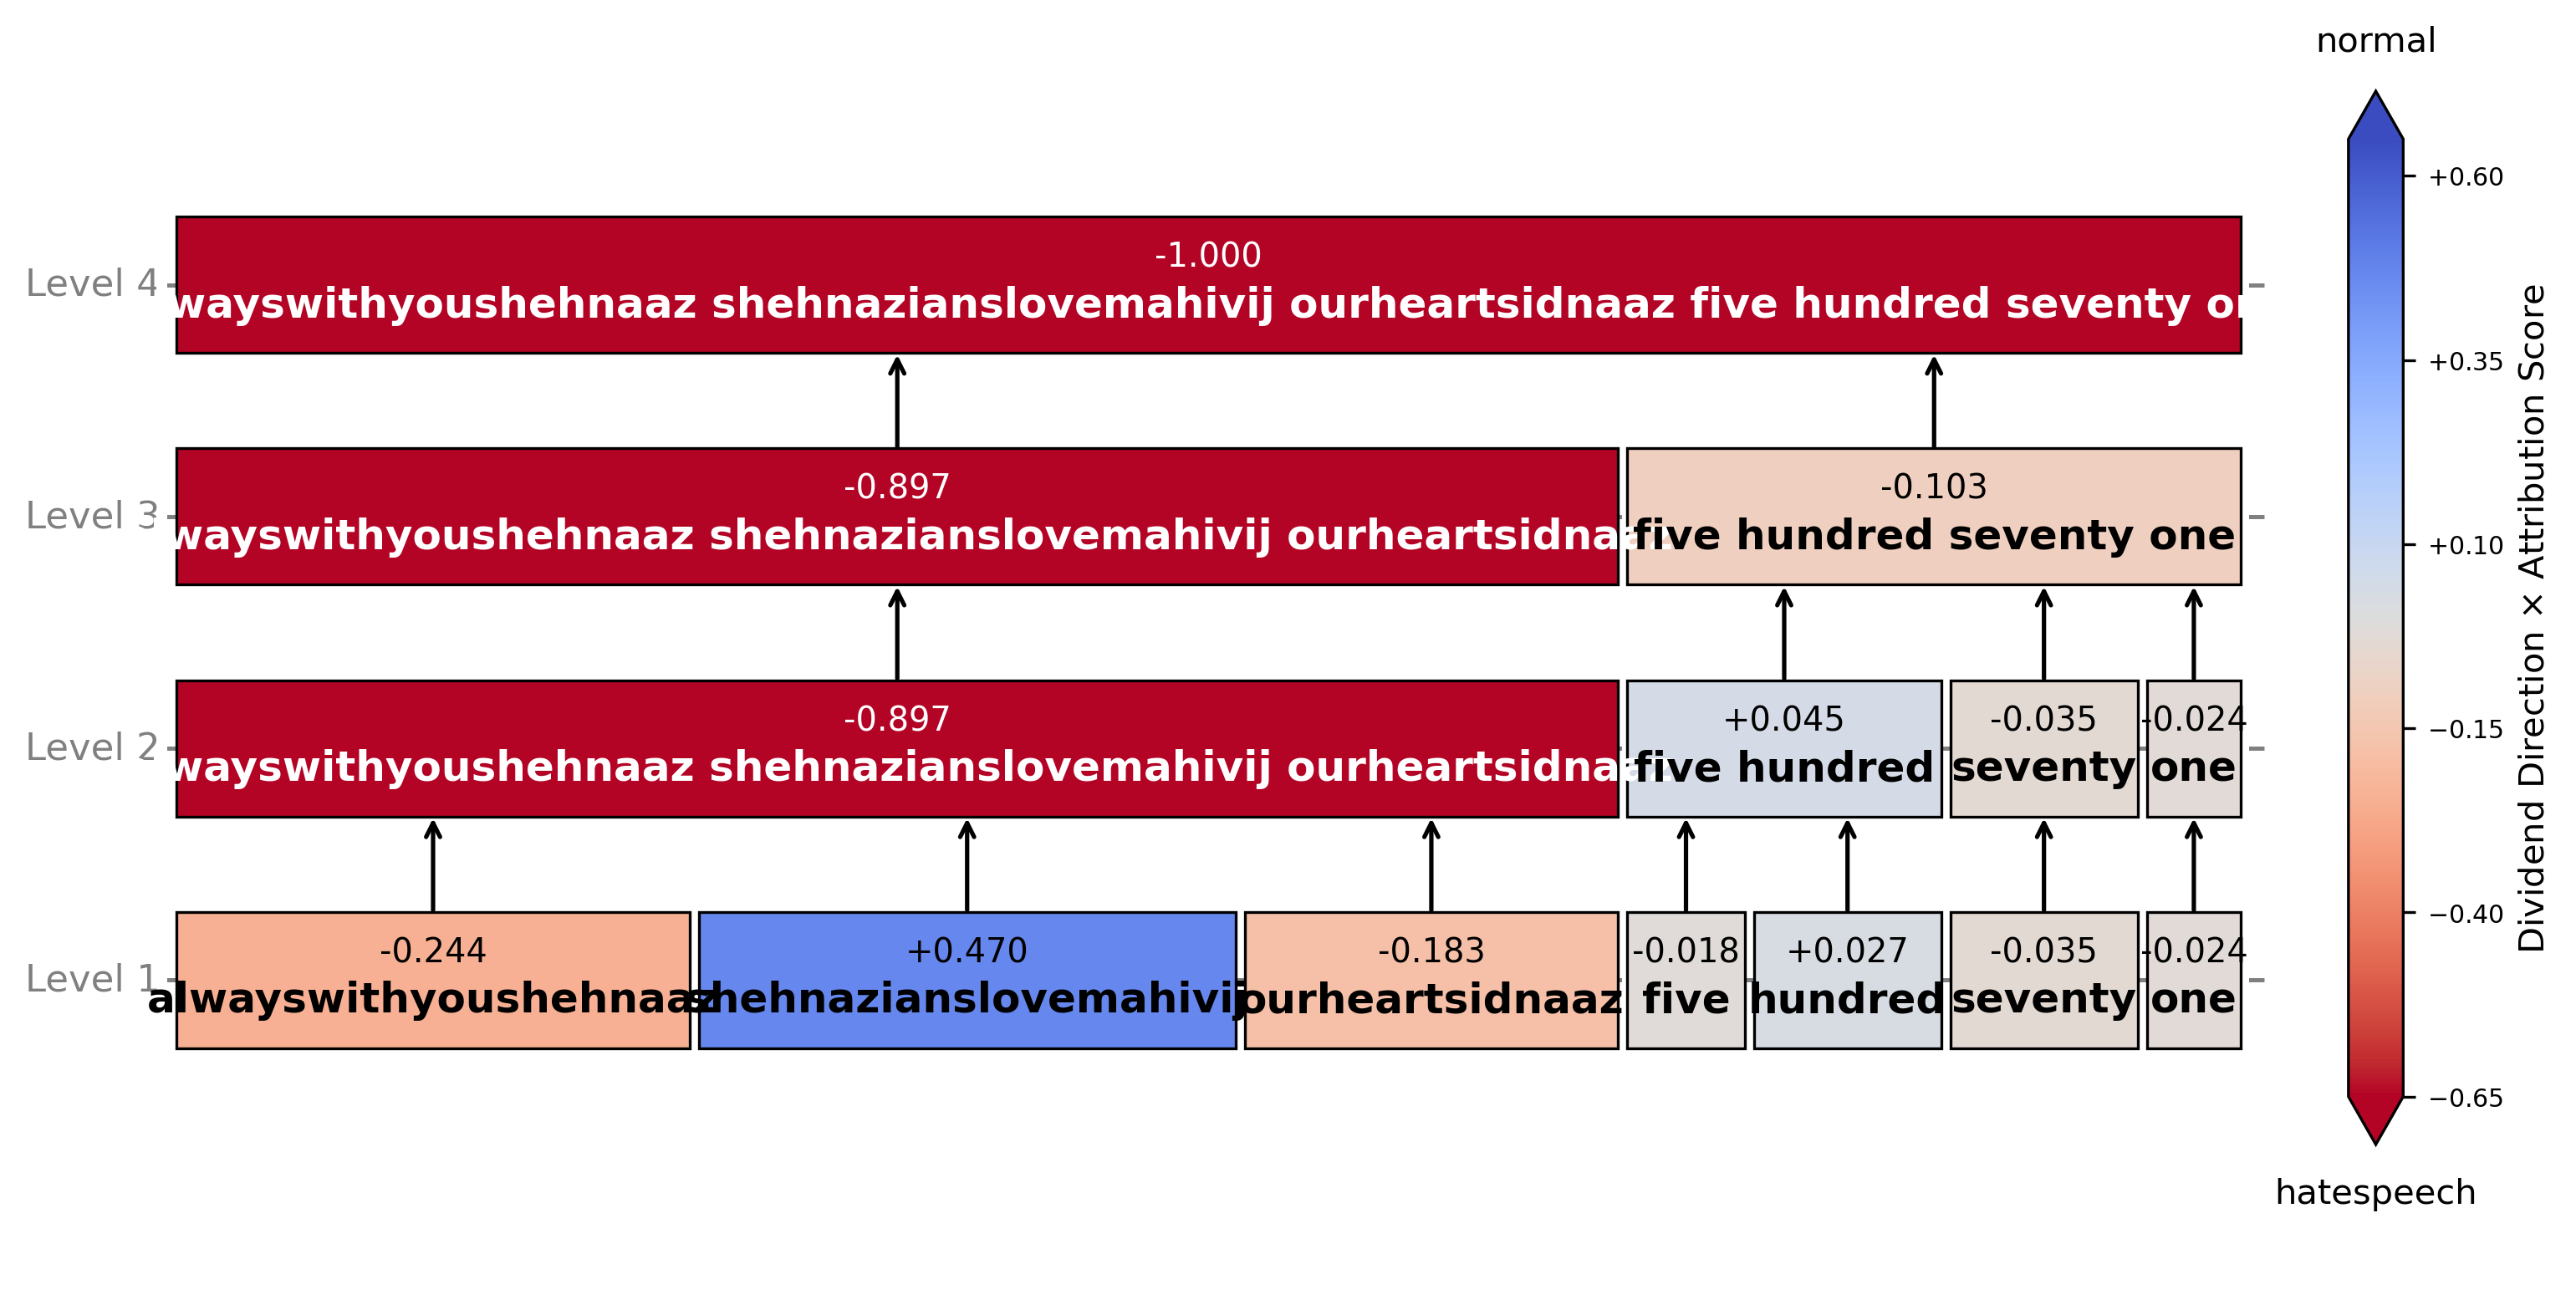 normal
Level 4
-1.000
wayswithyoushehnaaz shehnazianslovemahivij ourheartsidnaaz five hundred seventy or
Level 3
-0.897
-0.103
wayswithyoushehnaaz shehnazianslovemahivij ourheartsidnaaz
five hundred seventy one
Level 2
-0.897
+0.045
-0.035
-0.024
wayswithyoushehnaaz shehnazianslovemahivij ourheartsidnaaz
five hundred
seventy
one
Level 1
-0.244
+0.470
-0.183
-0.018
+0.027
-0.035
-0.024
alwayswithyoushehnaaz
shehnazianslovemahivij
ourheartsidnaaz
five
hundred
seventy
one
+0.60
+0.35
+0.10
−0.15
−0.40
−0.65
Dividend Direction × Attribution Score
hatespeech